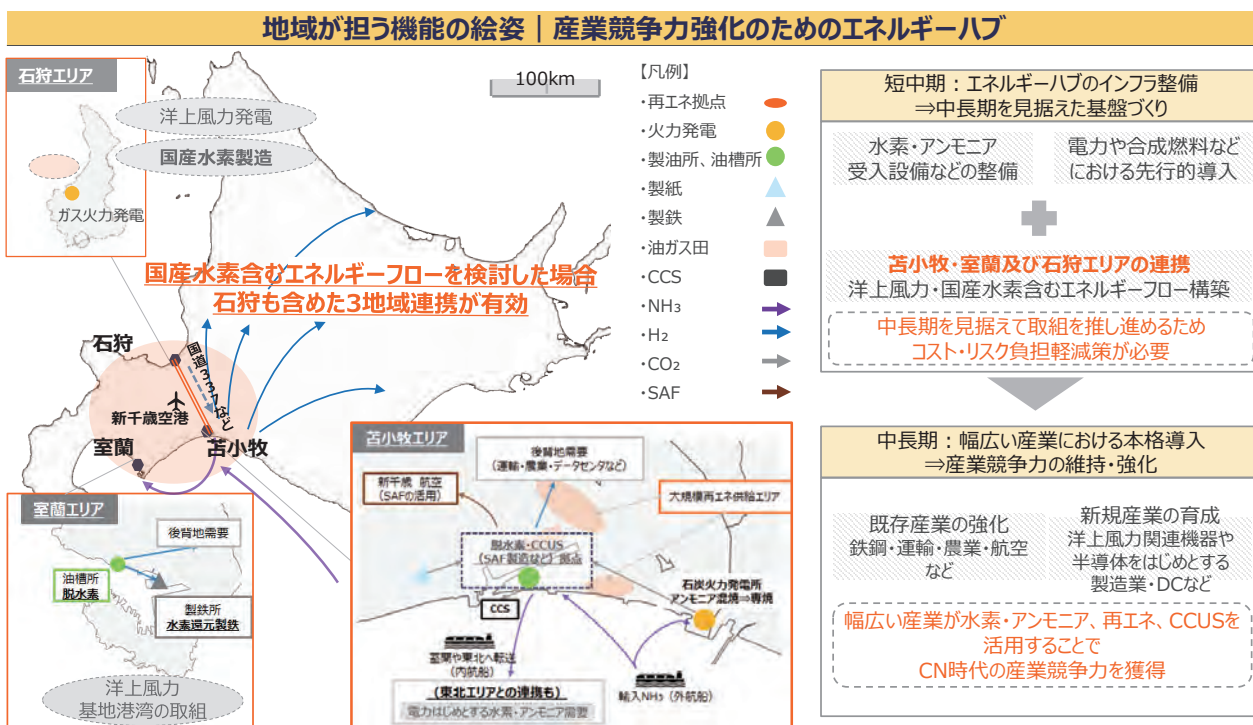 地域が担う機能の絵姿｜産業競争力強化のためのエネルギーハブ
石狩エリア
洋上風力発電
国産水素製造
ガス火力発電
100km
【凡例】
・再エネ拠点
・火力発電
・製油所、油槽所
・製紙
・製鉄
・油ガス田
・CCS
・NH₃
・H₂
・CO₂
・SAF
国産水素含むエネルギーフローを検討した場合
石狩も含めた3地域連携が有効
石狩
国道337など
新千歳空港
室蘭
苫小牧
室蘭エリア
後背地需要
油槽所
脱水素
製鉄所
水素還元製鉄
洋上風力
基地港湾の取組
苫小牧エリア
後背地需要
（運輸・農業・データセンタなど）
新千歳 航空
（SAFの活用）
大規模再エネ供給エリア
脱水素・CCUS
（SAF製造など）拠点
石炭火力発電所
アンモニア混焼⇒専焼
CCS
室蘭や東北へ転送
（内航船）
輸入NH₃（外航船）
（東北エリアとの連携も）
電力はじめとする水素・アンモニア需要
短中期：エネルギーハブのインフラ整備
⇒中長期を見据えた基盤づくり
水素・アンモニア
受入設備などの整備
電力や合成燃料など
における先行的導入
苫小牧・室蘭及び石狩エリアの連携
洋上風力・国産水素含むエネルギーフロー構築
中長期を見据えて取組を推し進めるため
コスト・リスク負担軽減策が必要
中長期：幅広い産業における本格導入
⇒産業競争力の維持・強化
既存産業の強化
鉄鋼・運輸・農業・航空
など
新規産業の育成
洋上風力関連機器や
半導体をはじめとする
製造業・DCなど
幅広い産業が水素・アンモニア、再エネ、CCUSを
活用することで
CN時代の産業競争力を獲得